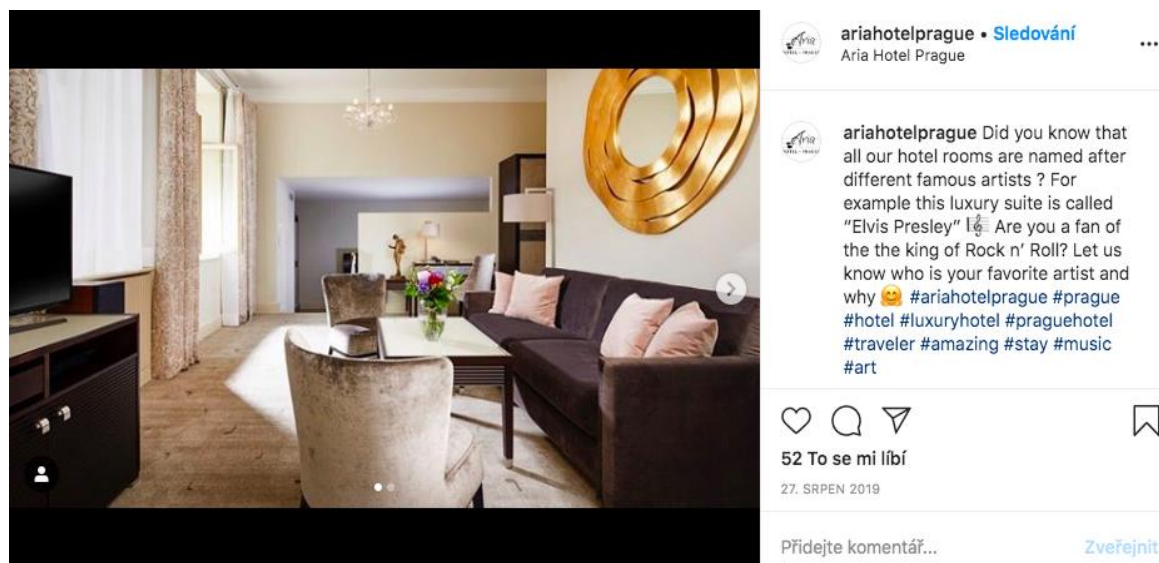 ariahotelprague • Sledování
Aria Hotel Prague
ariahotelprague Did you know that
all our hotel rooms are named after
different famous artists ? For
example this luxury suite is called
“Elvis Presley” 🎼 Are you a fan of
the the king of Rock n’ Roll? Let us
know who is your favorite artist and
why 🤗 #ariahotelprague #prague
#hotel #luxuryhotel #praguehotel
#traveler #amazing #stay #music
#art
52 To se mi líbí
27. SRPEN 2019
Přidejte komentář...
Zveřejnit